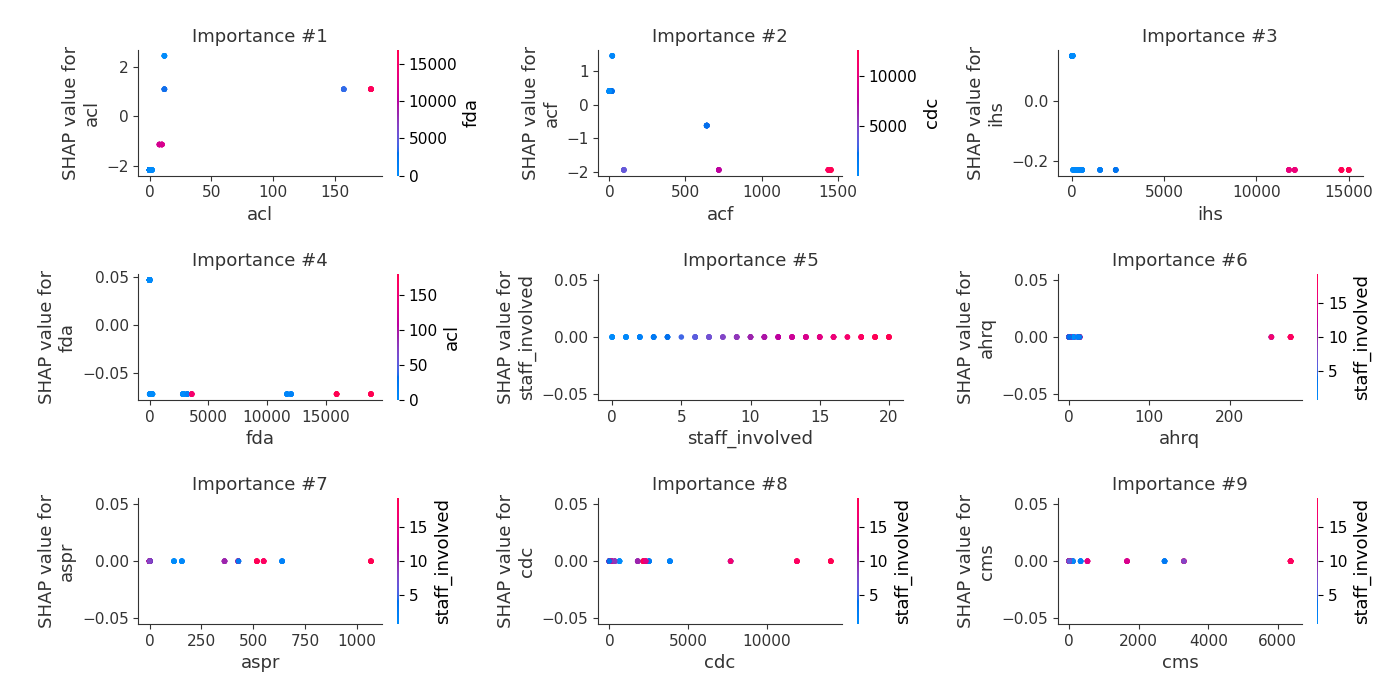 Importance #1
SHAP value for
acl
2
1
0
−1
−2
0
50
100
150
acl
15000
10000
5000
0
fda
Importance #2
SHAP value for
acf
1
0
−1
−2
0
500
1000
1500
acf
10000
5000
cdc
Importance #3
SHAP value for
ihs
0.0
−0.2
0
5000
10000
15000
ihs
Importance #4
SHAP value for
fda
0.05
0.00
−0.05
0
5000
10000
15000
fda
150
100
50
0
acl
Importance #5
SHAP value for
staff_involved
0.05
0.00
−0.05
0
5
10
15
20
staff_involved
Importance #6
SHAP value for
ahrq
0.05
0.00
−0.05
0
100
200
ahrq
15
10
5
staff_involved
Importance #7
SHAP value for
aspr
0.05
0.00
−0.05
0
250
500
750
1000
aspr
15
10
5
staff_involved
Importance #8
SHAP value for
cdc
0.05
0.00
−0.05
0
5000
10000
cdc
15
10
5
staff_involved
Importance #9
SHAP value for
cms
0.05
0.00
−0.05
0
2000
4000
6000
cms
15
10
5
staff_involved